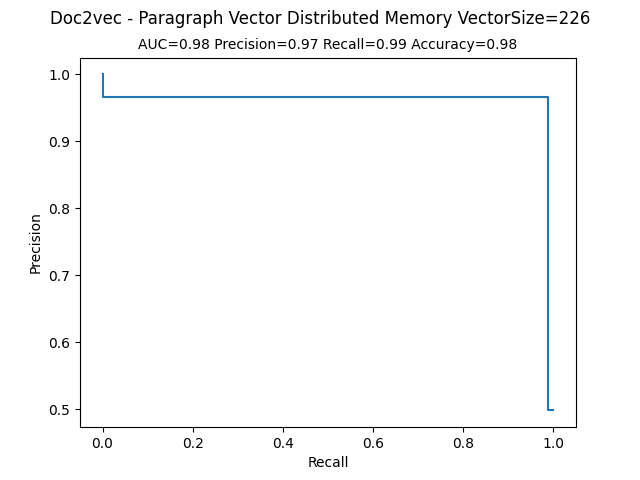 Doc2vec - Paragraph Vector Distributed Memory VectorSize=226
AUC=0.98 Precision=0.97 Recall=0.99 Accuracy=0.98
1.0
0.9
0.8
0.7
0.6
0.5
Precision
0.0 0.2 0.4 0.6 0.8 1.0
Recall